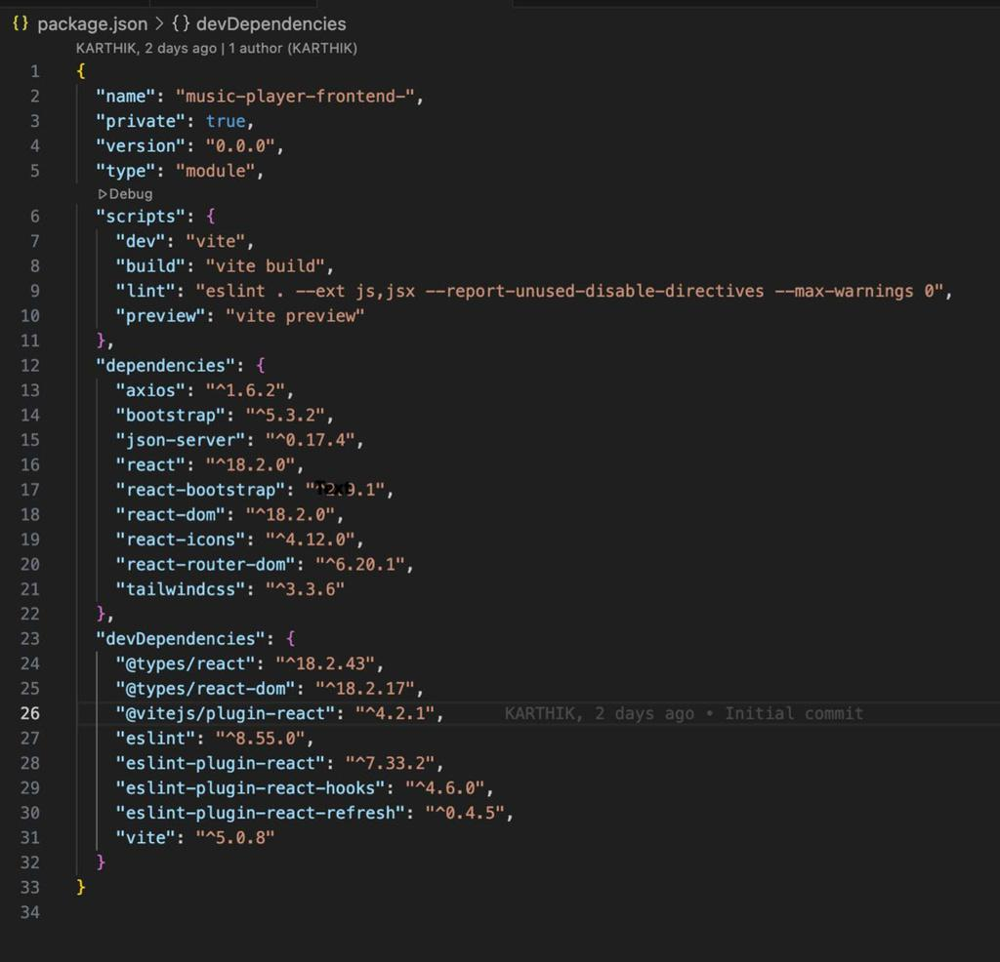 {} package.json > {} devDependencies
KARTHIK, 2 days ago | 1 author (KARTHIK)
1 {
2 "name": "music-player-frontend-",
3 "private": true,
4 "version": "0.0.0",
5 "type": "module",
Debug
6 "scripts": {
7 "dev": "vite",
8 "build": "vite build",
9 "lint": "eslint . --ext js,jsx --report-unused-disable-directives --max-warnings 0",
10 "preview": "vite preview"
11 },
12 "dependencies": {
13 "axios": "^1.6.2",
14 "bootstrap": "^5.3.2",
15 "json-server": "^0.17.4",
16 "react": "^18.2.0",
17 "react-bootstrap": ".1",
18 "react-dom": "^18.2.0",
19 "react-icons": "^4.12.0",
20 "react-router-dom": "^6.20.1",
21 "tailwindcss": "^3.3.6"
22 },
23 "devDependencies": {
24 "@types/react": "^18.2.43",
25 "@types/react-dom": "^18.2.17",
26 "@vitejs/plugin-react": "^4.2.1", KARTHIK, 2 days ago • Initial commit
27 "eslint": "^8.55.0",
28 "eslint-plugin-react": "^7.33.2",
29 "eslint-plugin-react-hooks": "^4.6.0",
30 "eslint-plugin-react-refresh": "^0.4.5",
31 "vite": "^5.0.8"
32 }
33 }
34